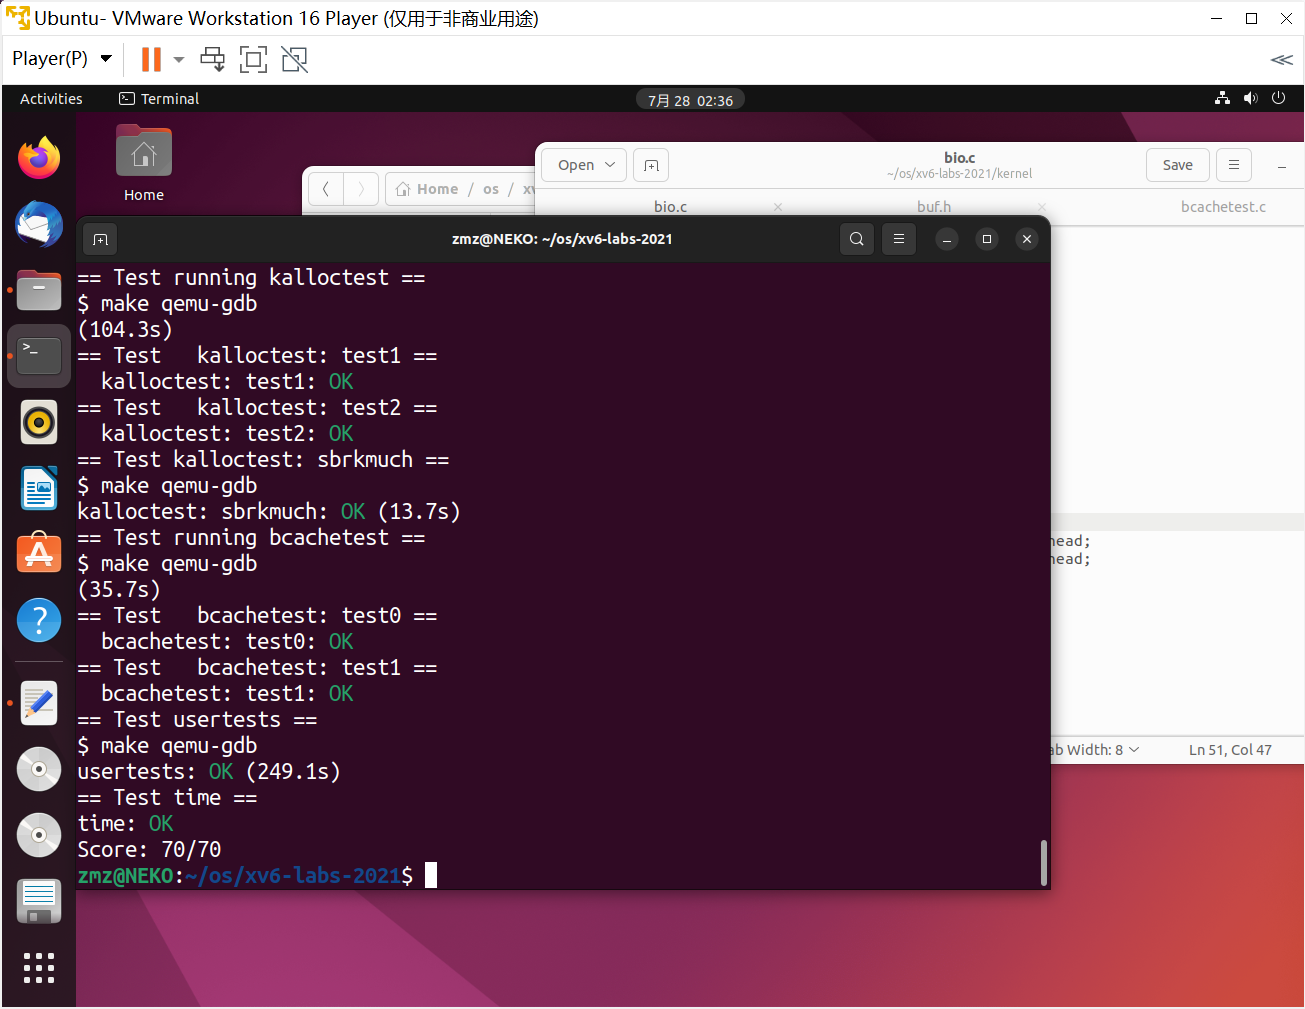 Ubuntu- VMware Workstation 16 Player (仅用于非商业用途)
Player(P)
Activities
Terminal
7月 28 02:36
Home
Home / os /
Open
bio.c
~/os/xv6-labs-2021/kernel
Save
bio.c
buf.h
bcachetest.c
zmz@NEKO: ~/os/xv6-labs-2021
== Test running kalloctest ==
$ make qemu-gdb
(104.3s)
== Test   kalloctest: test1 ==
  kalloctest: test1: OK
== Test   kalloctest: test2 ==
  kalloctest: test2: OK
== Test kalloctest: sbrkmuch ==
$ make qemu-gdb
kalloctest: sbrkmuch: OK (13.7s)
== Test running bcachetest ==
$ make qemu-gdb
(35.7s)
== Test   bcachetest: test0 ==
  bcachetest: test0: OK
== Test   bcachetest: test1 ==
  bcachetest: test1: OK
== Test usertests ==
$ make qemu-gdb
usertests: OK (249.1s)
== Test time ==
time: OK
Score: 70/70
zmz@NEKO:~/os/xv6-labs-2021$
head;
head;
ab Width: 8
Ln 51, Col 47